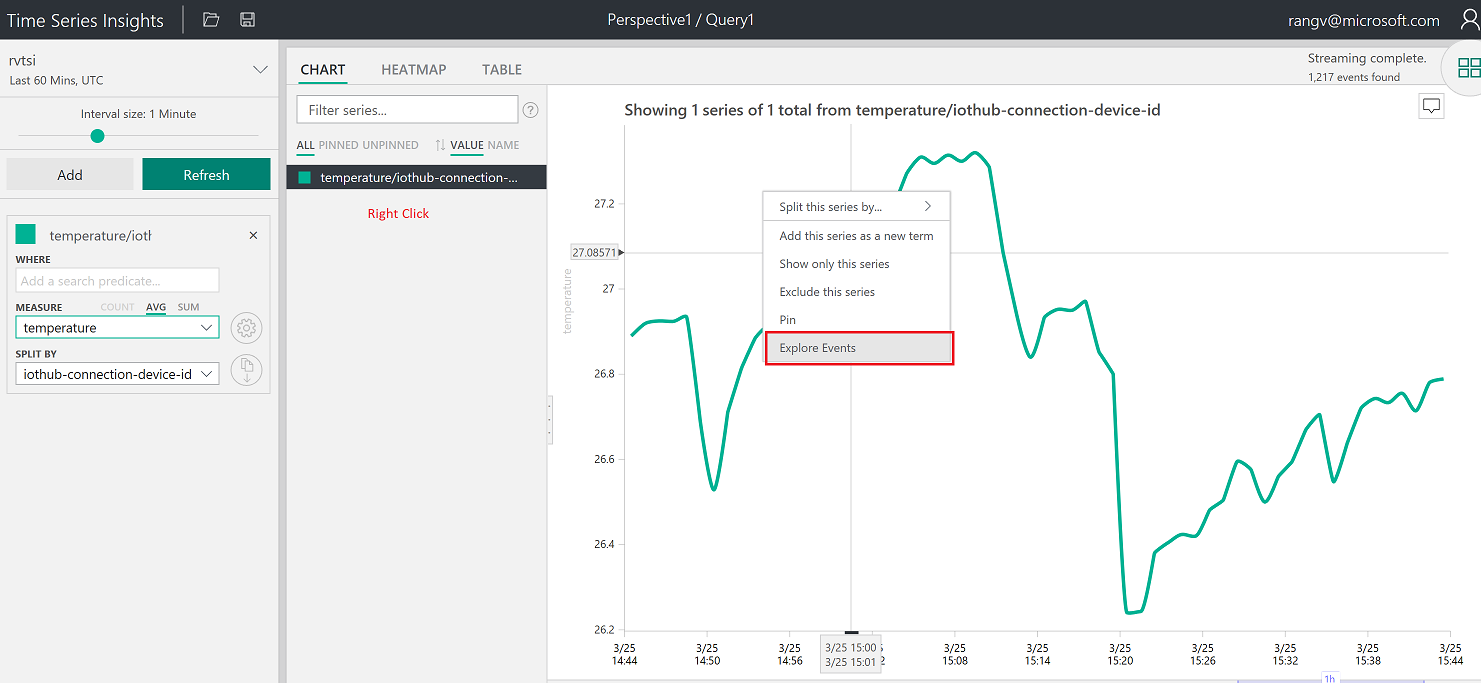 Time Series Insights
Perspective1 / Query1
rangv@microsoft.com
rvtsi
Last 60 Mins, UTC
Interval size: 1 Minute
Add
Refresh
temperature/iotl
WHERE
Add a search predicate...
MEASURE COUNT AVG SUM
temperature
SPLIT BY
iothub-connection-device-id
CHART HEATMAP TABLE
Streaming complete.
1,217 events found
Filter series...
?
ALL PINNED UNPINNED VALUE NAME
temperature/iothub-connection-...
Right Click
Showing 1 series of 1 total from temperature/iothub-connection-device-id
temperature
27.2
27.08571
27
26.8
26.6
26.4
26.2
Split this series by...
Add this series as a new term
Show only this series
Exclude this series
Pin
Explore Events
3/25 14:44
3/25 14:50
3/25 14:56
3/25 15:00
3/25 15:01
3/25 15:08
3/25 15:14
3/25 15:20
3/25 15:26
3/25 15:32
3/25 15:38
3/25 15:44
1h